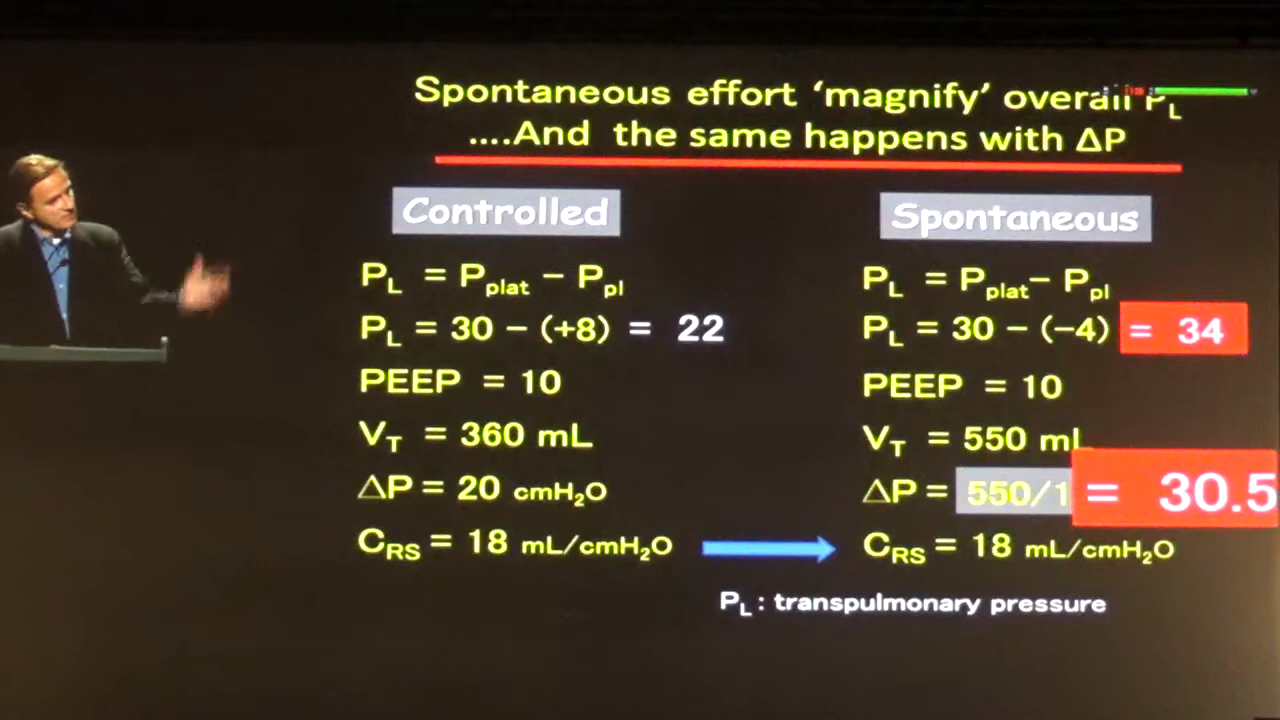 Spontaneous effort ‘magnify’ overall PL
....And the same happens with ΔP
Controlled
PL = Pplat − Ppl
PL = 30 − (+8) = 22
PEEP = 10
VT = 360 mL
ΔP = 20 cmH₂O
CRS = 18 mL/cmH₂O
Spontaneous
PL = Pplat − Ppl
PL = 30 − (−4) = 34
PEEP = 10
VT = 550 mL
ΔP = 550/1 = 30.5
CRS = 18 mL/cmH₂O
PL : transpulmonary pressure